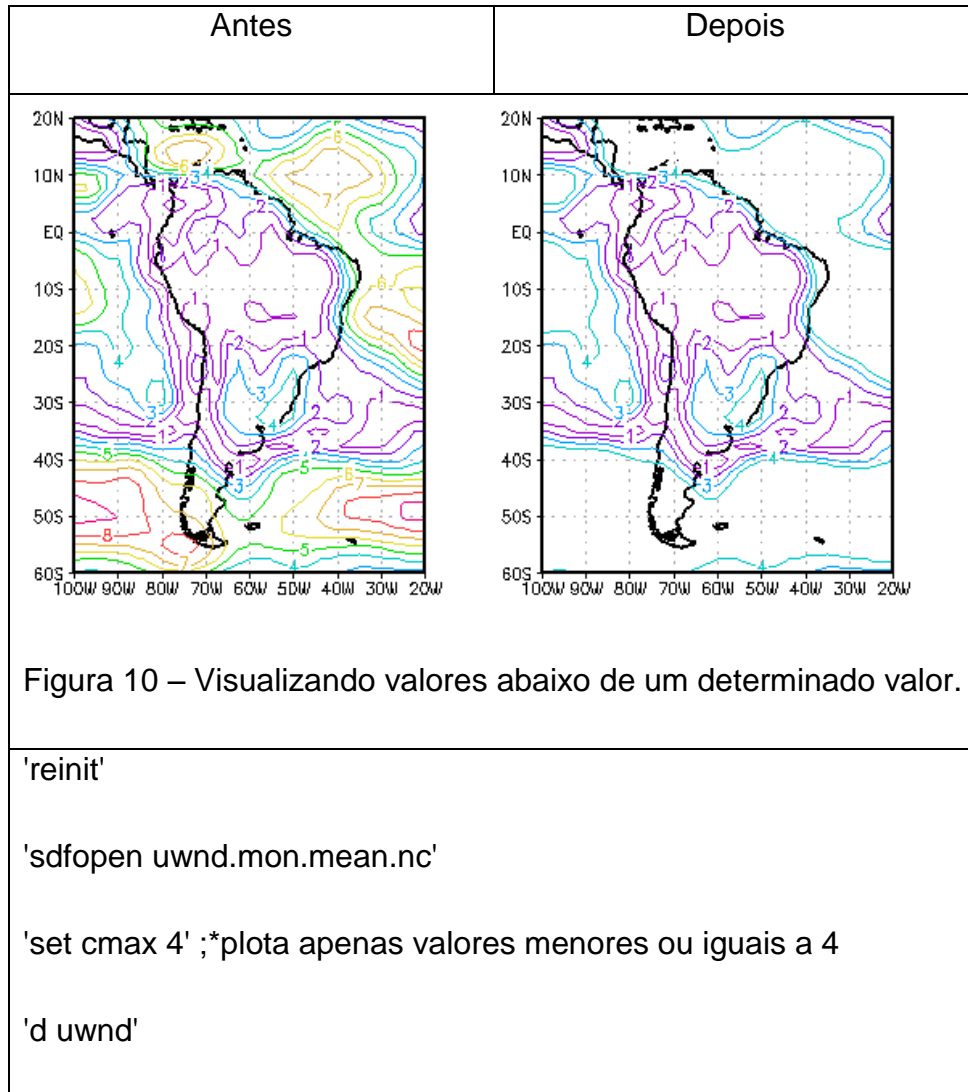 Antes Depois
20N 20N
10N 10N
EQ EQ
10S 10S
20S 20S
30S 30S
40S 40S
50S 50S
60S 60S
100W 90W 80W 70W 60W 50W 40W 30W 20W 100W 90W 80W 70W 60W 50W 40W 30W 20W
Figura 10 – Visualizando valores abaixo de um determinado valor.
'reinit'
'sdfopen uwnd.mon.mean.nc'
'set cmax 4' ;*plota apenas valores menores ou iguais a 4
'd uwnd'